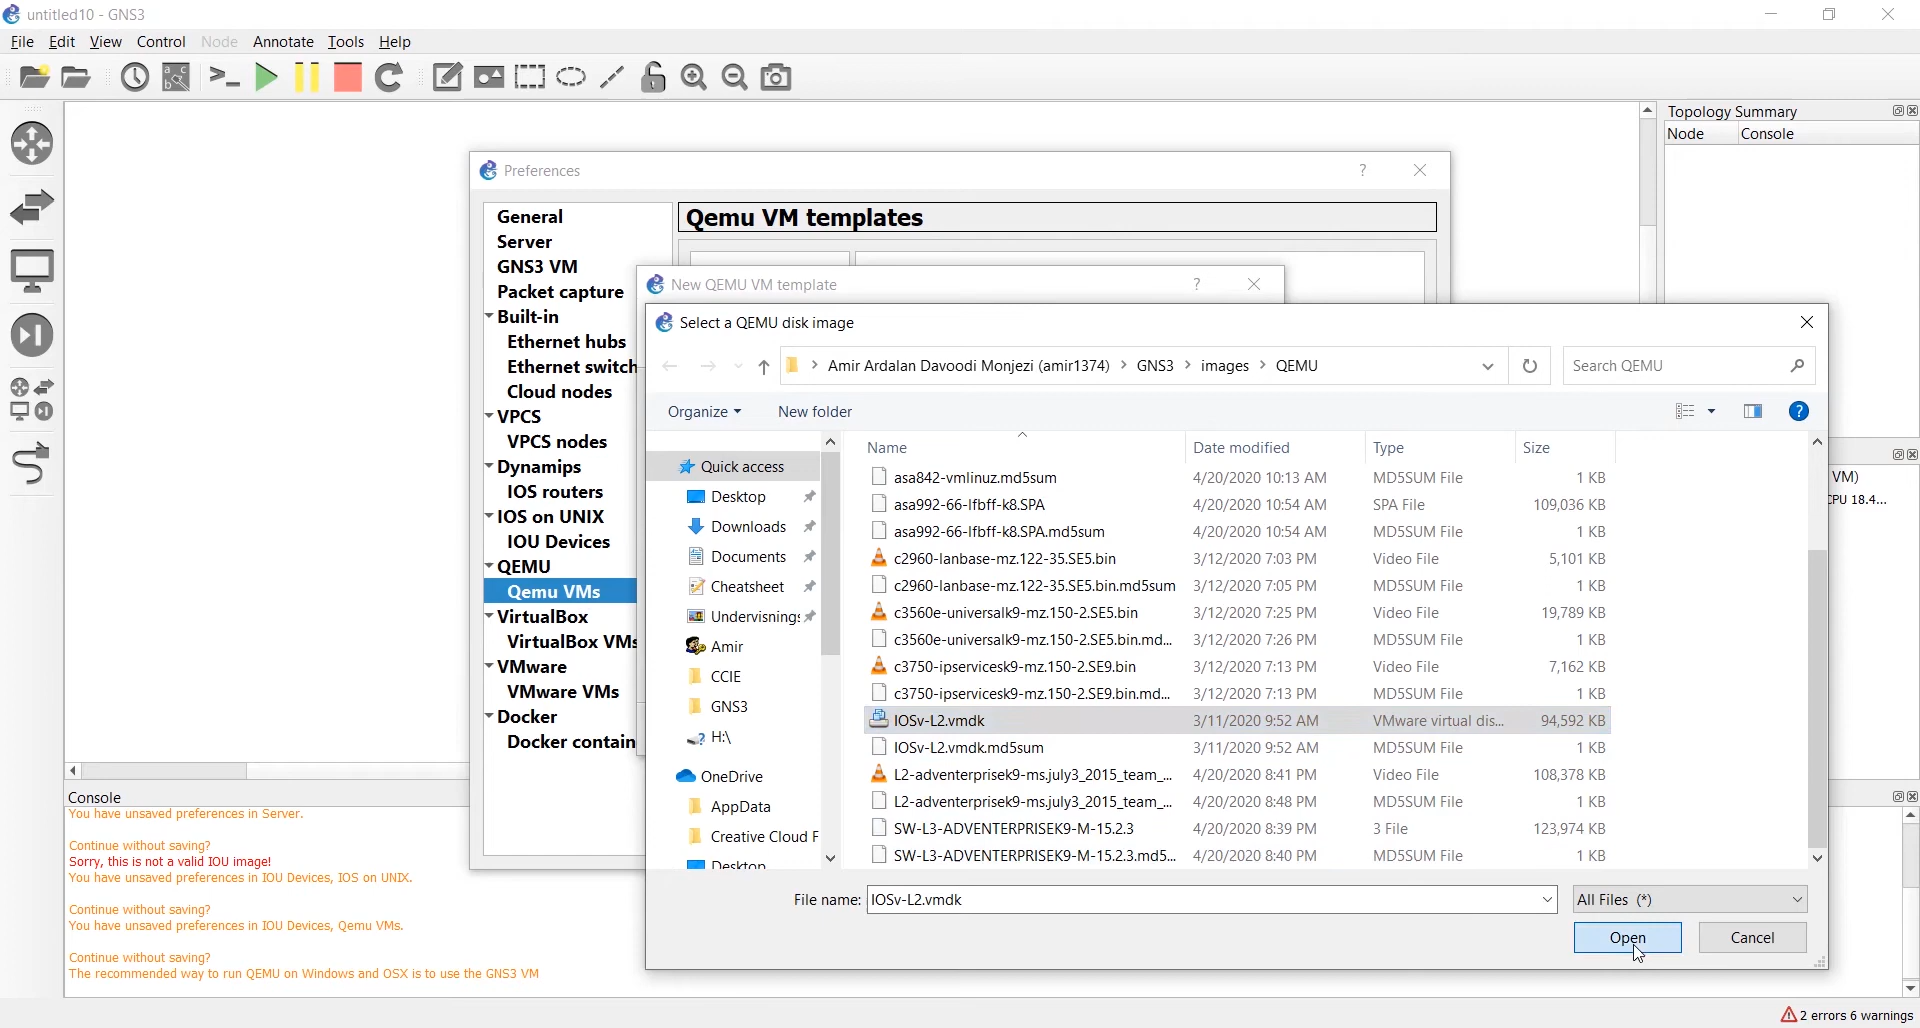 untitled10 - GNS3
File Edit View Control Node Annotate Tools Help
Topology Summary
Node Console
Preferences
General
Server
GNS3 VM
Packet capture
Built-in
Ethernet hubs
Ethernet switch
Cloud nodes
VPCS
VPCS nodes
Dynamips
IOS routers
IOS on UNIX
IOU Devices
QEMU
Qemu VMs
VirtualBox
VirtualBox VMs
VMware
VMware VMs
Docker
Docker contain
Qemu VM templates
New QEMU VM template
Select a QEMU disk image
Amir Ardalan Davoodi Monjezi (amir1374) > GNS3 > images > QEMU
Search QEMU
Organize New folder
Quick access
Desktop
Downloads
Documents
Cheatsheet
Undervisnings
Amir
CCIE
GNS3
H:\
OneDrive
AppData
Creative Cloud F
Desktop
Name Date modified Type Size
asa842-vmlinuz.md5sum 4/20/2020 10:13 AM MD5SUM File 1 KB
asa992-66-lfbff-k8.SPA 4/20/2020 10:54 AM SPA File 109,036 KB
asa992-66-lfbff-k8.SPA.md5sum 4/20/2020 10:54 AM MD5SUM File 1 KB
c2960-lanbase-mz.122-35.SE5.bin 3/12/2020 7:03 PM Video File 5,101 KB
c2960-lanbase-mz.122-35.SE5.bin.md5sum 3/12/2020 7:05 PM MD5SUM File 1 KB
c3560e-universalk9-mz.150-2.SE5.bin 3/12/2020 7:25 PM Video File 19,789 KB
c3560e-universalk9-mz.150-2.SE5.bin.md... 3/12/2020 7:26 PM MD5SUM File 1 KB
c3750-ipservicesk9-mz.150-2.SE9.bin 3/12/2020 7:13 PM Video File 7,162 KB
c3750-ipservicesk9-mz.150-2.SE9.bin.md... 3/12/2020 7:13 PM MD5SUM File 1 KB
IOSv-L2.vmdk 3/11/2020 9:52 AM VMware virtual dis... 94,592 KB
IOSv-L2.vmdk.md5sum 3/11/2020 9:52 AM MD5SUM File 1 KB
L2-adventerprisek9-ms.july3_2015_team_... 4/20/2020 8:41 PM Video File 108,378 KB
L2-adventerprisek9-ms.july3_2015_team_... 4/20/2020 8:48 PM MD5SUM File 1 KB
SW-L3-ADVENTERPRISEK9-M-15.2.3 4/20/2020 8:39 PM 3 File 123,974 KB
SW-L3-ADVENTERPRISEK9-M-15.2.3.md5... 4/20/2020 8:40 PM MD5SUM File 1 KB
File name: IOSv-L2.vmdk All Files (*)
Open Cancel
VM)
CPU 18.4...
Console
You have unsaved preferences in Server.
Continue without saving?
Sorry, this is not a valid IOU image!
You have unsaved preferences in IOU Devices, IOS on UNIX.
Continue without saving?
You have unsaved preferences in IOU Devices, Qemu VMs.
Continue without saving?
The recommended way to run QEMU on Windows and OSX is to use the GNS3 VM
2 errors 6 warnings